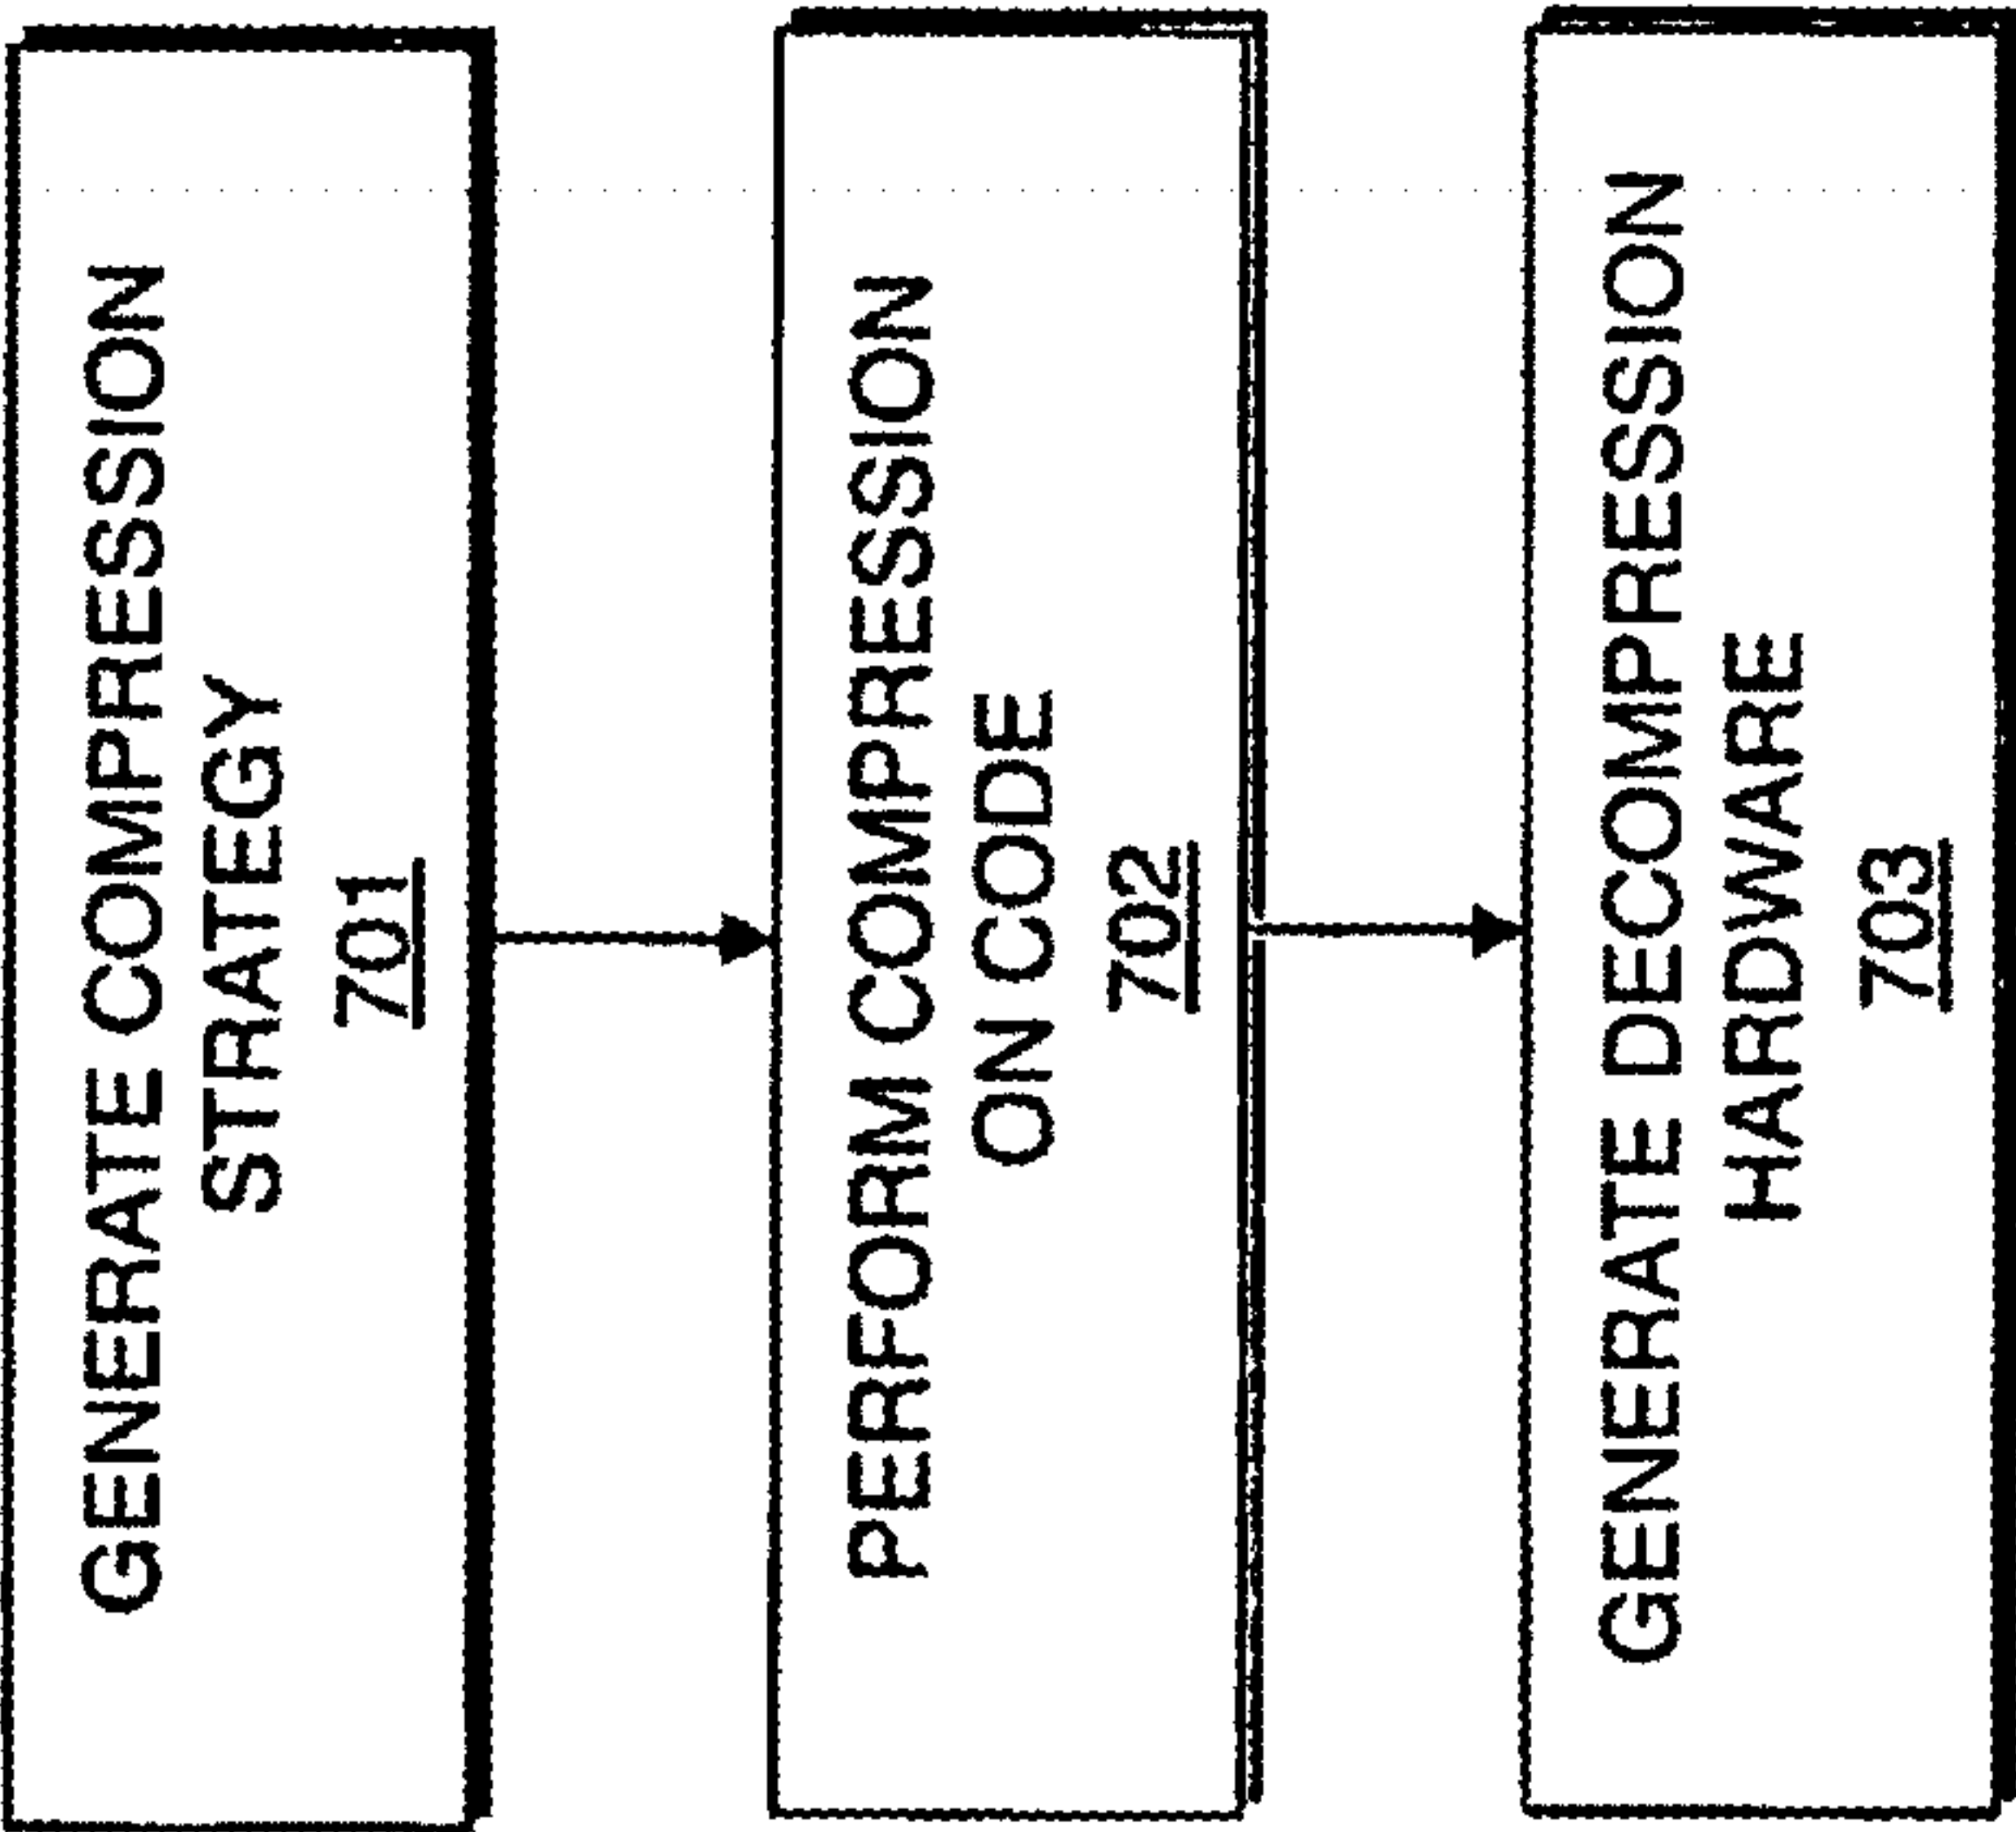 GENERATE COMPRESSION
STRATEGY
701
PERFORM COMPRESSION
ON CODE
702
GENERATE DECOMPRESSION
HARDWARE
703